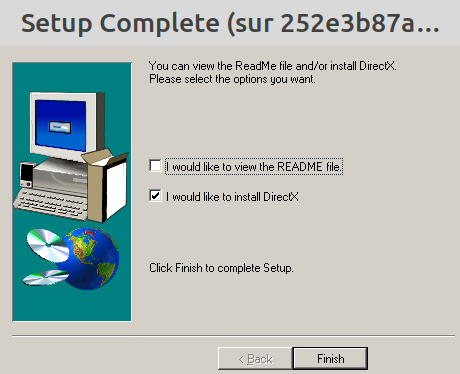 Setup Complete (sur 252e3b87a...
You can view the ReadMe file and/or install DirectX.
Please select the options you want.
I would like to view the README file.
I would like to install DirectX
Click Finish to complete Setup.
< Back
Finish